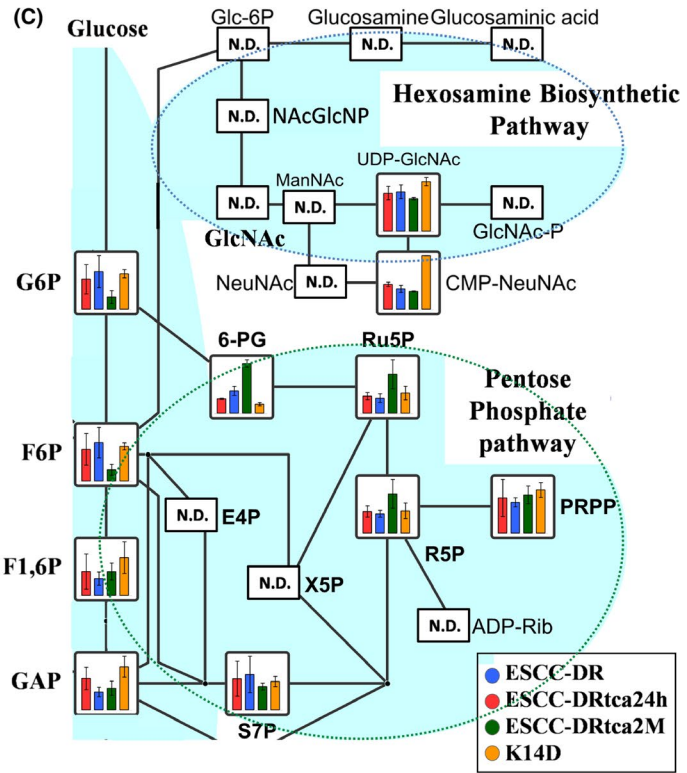 (C)
Glucose
Glc-6P
Glucosamine
Glucosaminic acid
N.D.
N.D.
N.D.
Hexosamine Biosynthetic
Pathway
N.D.
NAcGlcNP
UDP-GlcNAc
ManNAc
N.D.
N.D.
N.D.
GlcNAc
GlcNAc-P
NeuNAc
N.D.
CMP-NeuNAc
G6P
6-PG
Ru5P
Pentose
Phosphate
pathway
F6P
N.D.
E4P
PRPP
R5P
F1,6P
N.D.
X5P
N.D.
ADP-Rib
GAP
S7P
ESCC-DR
ESCC-DRtca24h
ESCC-DRtca2M
K14D